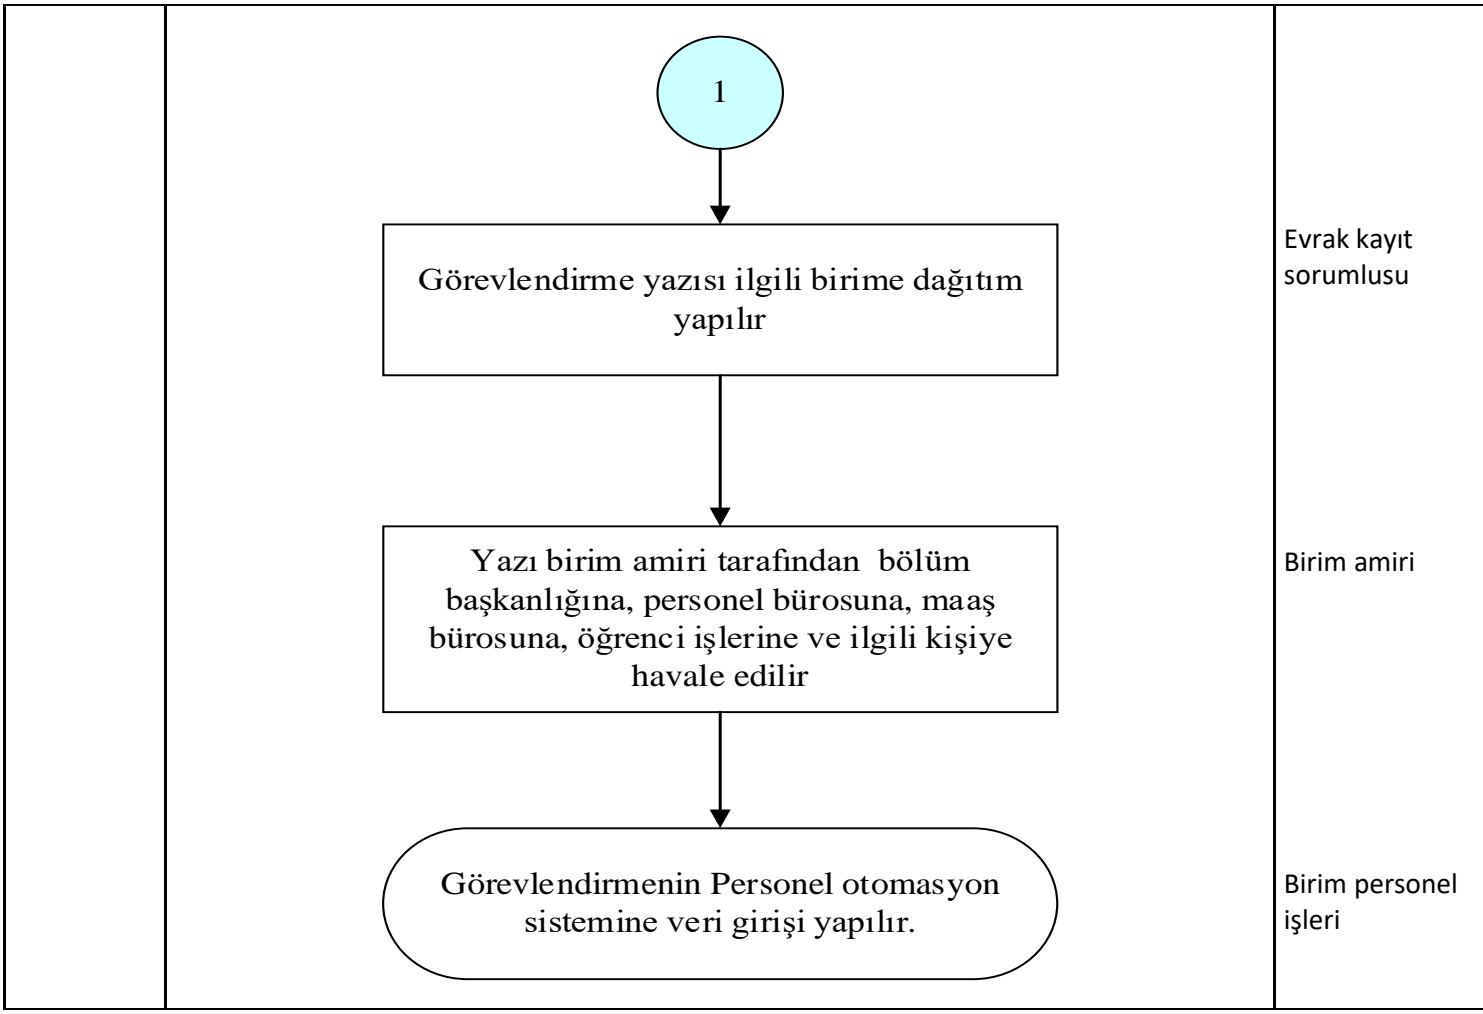 1
Görevlendirme yazısı ilgili birime dağıtım
yapılır
Evrak kayıt
sorumlusu
Yazı birim amiri tarafından  bölüm
başkanlığına, personel bürosuna, maaş
bürosuna, öğrenci işlerine ve ilgili kişiye
havale edilir
Birim amiri
Görevlendirmenin Personel otomasyon
sistemine veri girişi yapılır.
Birim personel
işleri